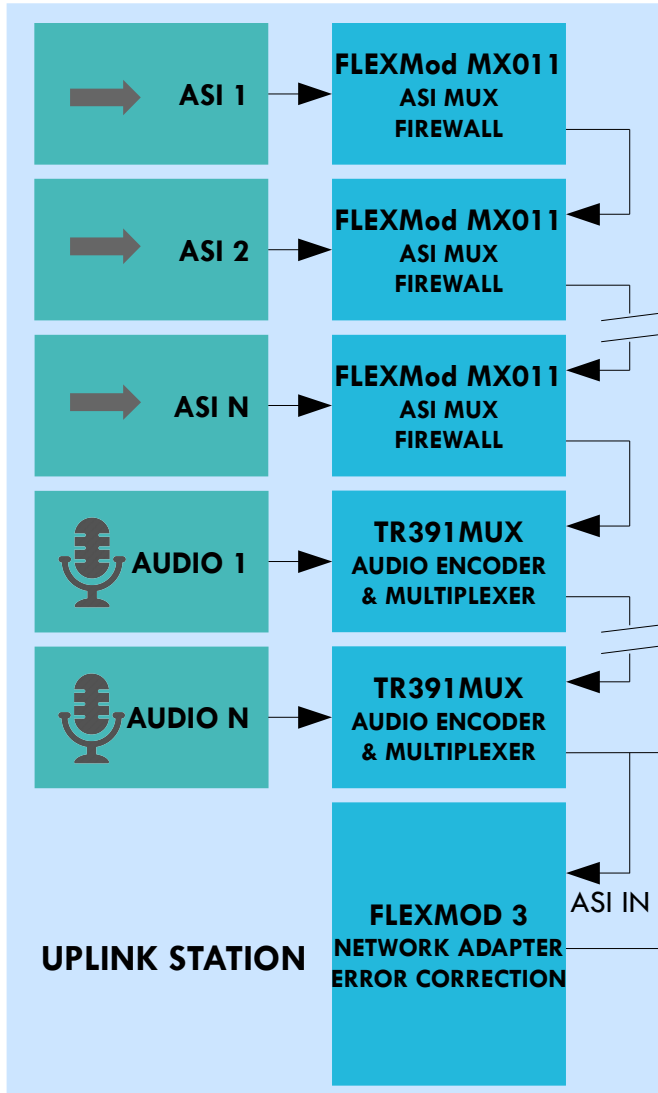 ASI 1
FLEXMod MX011
ASI MUX
FIREWALL
ASI 2
FLEXMod MX011
ASI MUX
FIREWALL
ASI N
FLEXMod MX011
ASI MUX
FIREWALL
AUDIO 1
TR391MUX
AUDIO ENCODER
& MULTIPLEXER
AUDIO N
TR391MUX
AUDIO ENCODER
& MULTIPLEXER
ASI IN
UPLINK STATION
FLEXMOD 3
NETWORK ADAPTER
ERROR CORRECTION